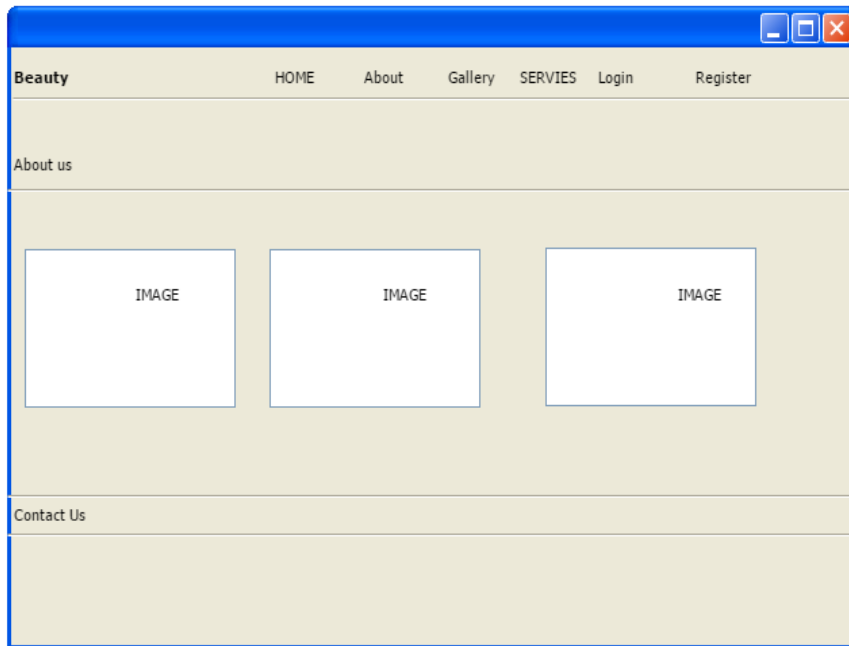 Beauty HOME About Gallery SERVIES Login Register
About us
IMAGE IMAGE IMAGE
Contact Us